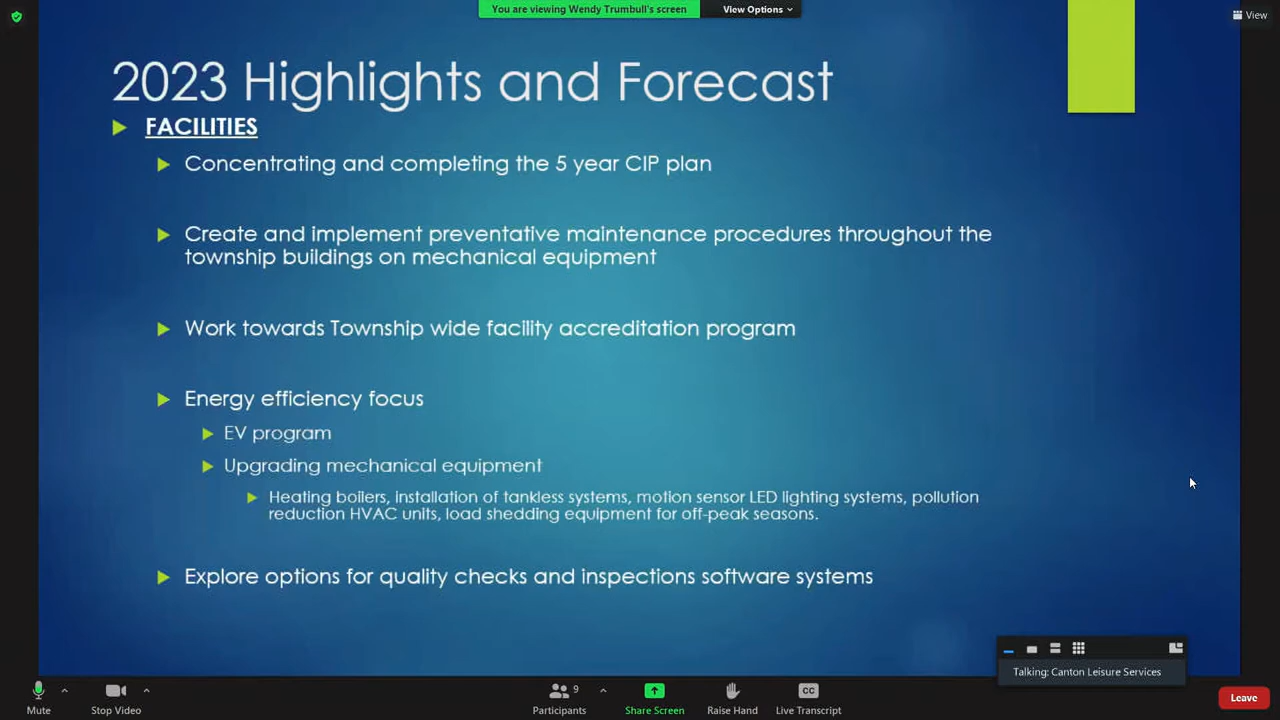 You are viewing Wendy Trumbull's screen
View Options
View
2023 Highlights and Forecast
FACILITIES
Concentrating and completing the 5 year CIP plan
Create and implement preventative maintenance procedures throughout the
township buildings on mechanical equipment
Work towards Township wide facility accreditation program
Energy efficiency focus
EV program
Upgrading mechanical equipment
Heating boilers, installation of tankless systems, motion sensor LED lighting systems, pollution
reduction HVAC units, load shedding equipment for off-peak seasons.
Explore options for quality checks and inspections software systems
Talking: Canton Leisure Services
9
CC
Mute
Stop Video
Participants
Share Screen
Raise Hand
Live Transcript
Leave